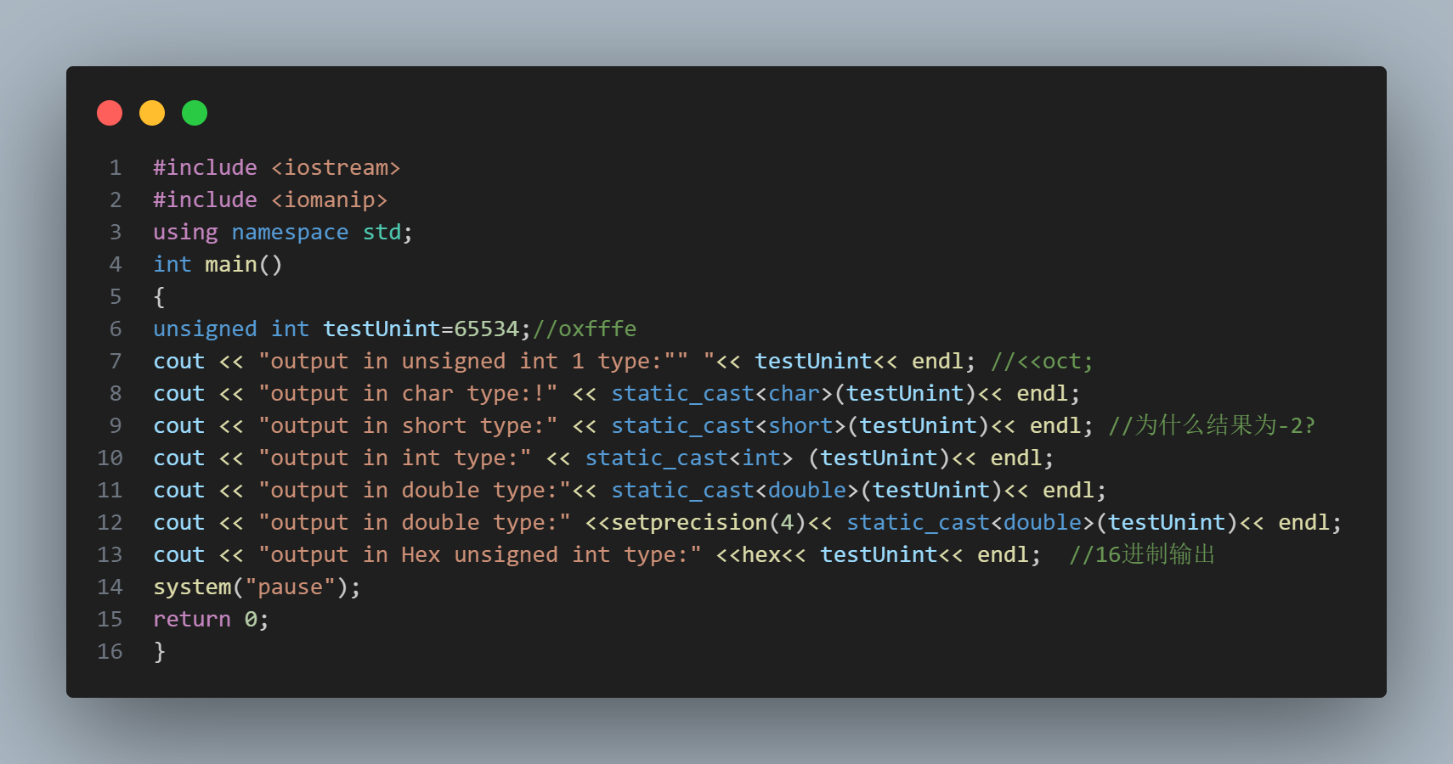 1 #include <iostream>
2 #include <iomanip>
3 using namespace std;
4 int main()
5 {
6 unsigned int testUnint=65534;//oxfffe
7 cout << "output in unsigned int 1 type:"" "<< testUnint<< endl; //<<oct;
8 cout << "output in char type:!" << static_cast<char>(testUnint)<< endl;
9 cout << "output in short type:" << static_cast<short>(testUnint)<< endl; //为什么结果为-2?
10 cout << "output in int type:" << static_cast<int> (testUnint)<< endl;
11 cout << "output in double type:"<< static_cast<double>(testUnint)<< endl;
12 cout << "output in double type:" <<setprecision(4)<< static_cast<double>(testUnint)<< endl;
13 cout << "output in Hex unsigned int type:" <<hex<< testUnint<< endl;  //16进制输出
14 system("pause");
15 return 0;
16 }